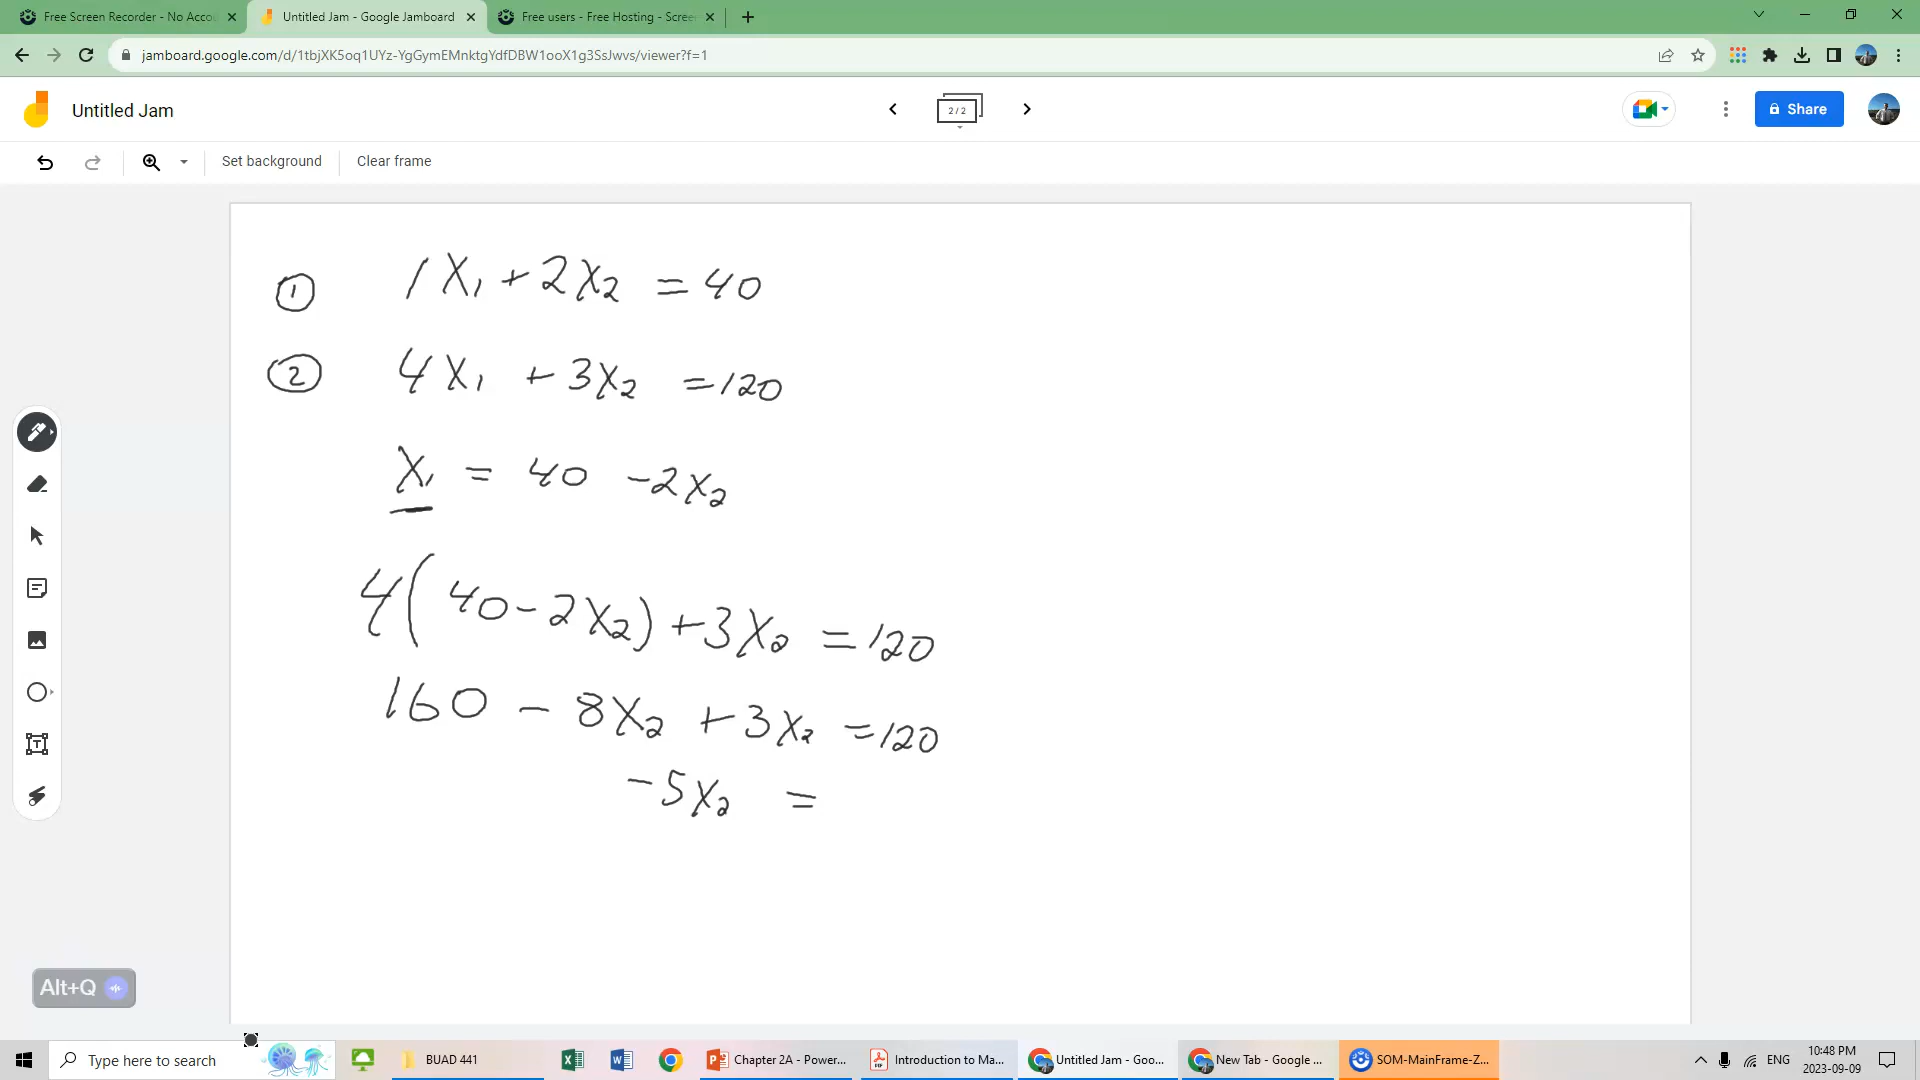 Free Screen Recorder - No Accou
Untitled Jam - Google Jamboard
Free users - Free Hosting - Scree
jamboard.google.com/d/1tbjXK5oq1UYz-YgGymEMnktgYdfDBW1ooX1g3SsJwvs/viewer?f=1
Untitled Jam
2 / 2
Share
Set background
Clear frame
① 1X₁ + 2X₂ = 40
② 4X₁ + 3X₂ = 120
X₁ = 40 - 2X₂
4(40 - 2X₂) + 3X₂ = 120
160 - 8X₂ + 3X₂ = 120
-5X₂ =
Alt+Q
Type here to search
BUAD 441
Chapter 2A - Power...
Introduction to Ma...
Untitled Jam - Goo...
New Tab - Google ...
SOM-MainFrame-Z...
ENG
10:48 PM
2023-09-09